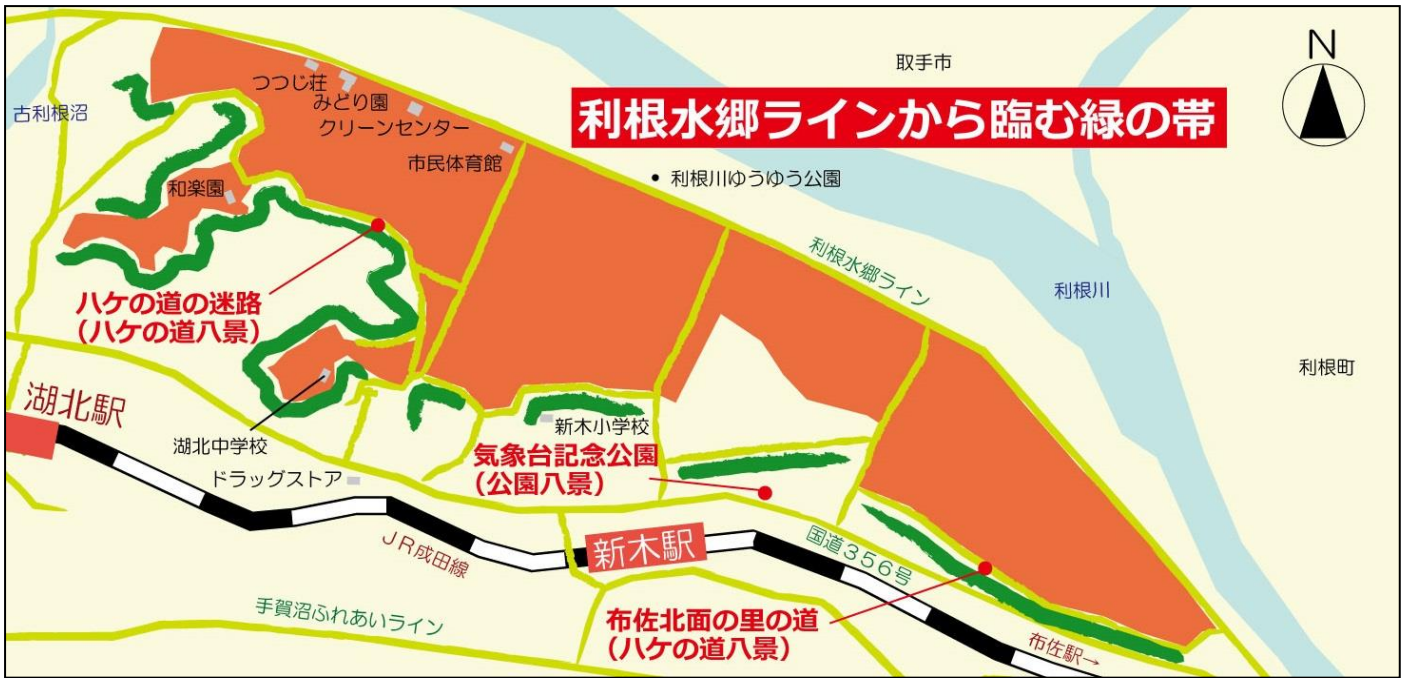 N
取手市
利根水郷ラインから臨む緑の帯
古利根沼
つつじ荘
みどり園
クリーンセンター
市民体育館
利根川ゆうゆう公園
和楽園
利根水郷ライン
利根川
ハケの道の迷路
(ハケの道八景)
利根町
湖北駅
湖北中学校
新木小学校
気象台記念公園
(公園八景)
ドラッグストア
JR成田線
新木駅
国道356号
手賀沼ふれあいライン
布佐北面の里の道
(ハケの道八景)
布佐駅→